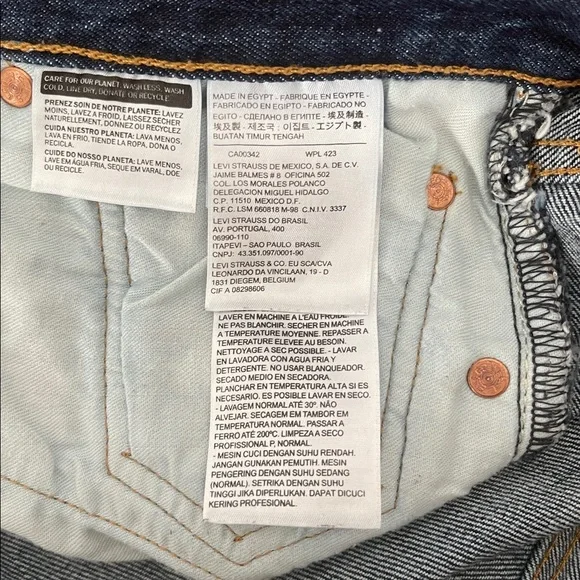 CARE FOR OUR PLANET: WASH LESS, WASH
COLD, LINE DRY, DONATE OR RECYCLE
PRENEZ SOIN DE NOTRE PLANETE: LAVEZ
MOINS, LAVEZ A FROID, LAISSEZ SÉCHER
NATURELLEMENT, DONNEZ OU RECYCLEZ
CUIDA NUESTRO PLANETA: LAVA MENOS,
LAVA EN FRIO, TIENDE LA ROPA, DONA O
RECICLA.
CUIDE DO NOSSO PLANETA: LAVE MENOS,
LAVE EM ÁGUA FRIA, SEQUE EM VARAL, DOE
OU RECICLE.
MADE IN EGYPT - FABRIQUE EN EGYPTE -
FABRICADO EN EGIPTO - FABRICADO NO
EGITO - СДЕЛАНО В ЕГИПТЕ - 埃及制造 -
埃及製 - 제조국 : 이집트 - エジプト製 -
BUATAN TIMUR TENGAH
CA00342 WPL 423
LEVI STRAUSS DE MEXICO, S.A. DE C.V.
JAIME BALMES # 8 OFICINA 502
COL. LOS MORALES POLANCO
DELEGACION MIGUEL HIDALGO
C.P. 11510 MEXICO D.F.
R.F.C. LSM 660818 M-98 C.N.I.V. 3337
LEVI STRAUSS DO BRASIL
AV. PORTUGAL, 400
06990-110
ITAPEVI – SAO PAULO BRASIL
CNPJ: 43.351.097/0001-90
LEVI STRAUSS & CO. EU SCA/CVA
LEONARDO DA VINCILAAN, 19 - D
1831 DIEGEM, BELGIUM
CIF A 08298606
LAVER EN MACHINE A L'EAU FROIDE.
NE PAS BLANCHIR. SECHER EN MACHINE
A TEMPERATURE MOYENNE. REPASSER A
TEMPERATURE ELEVEE AU BESOIN.
NETTOYAGE A SEC POSSIBLE. - LAVAR
EN LAVADORA CON AGUA FRIA Y
DETERGENTE. NO USAR BLANQUEADOR.
SECADO MEDIO EN SECADORA.
PLANCHAR EN TEMPERATURA ALTA SI ES
NECESARIO. ES POSIBLE LAVAR EN SECO.
- LAVAGEM NORMAL ATÉ 30º. NÃO
ALVEJAR. SECAGEM EM TAMBOR EM
TEMPERATURA NORMAL. PASSAR A
FERRO ATÉ 200ºC. LIMPEZA A SECO
PROFISSIONAL P, NORMAL.
- MESIN CUCI DENGAN SUHU RENDAH.
JANGAN GUNAKAN PEMUTIH. MESIN
PENGERING DENGAN SUHU SEDANG
(NORMAL). SETRIKA DENGAN SUHU
TINGGI JIKA DIPERLUKAN. DAPAT DICUCI
KERING PROFESIONAL.